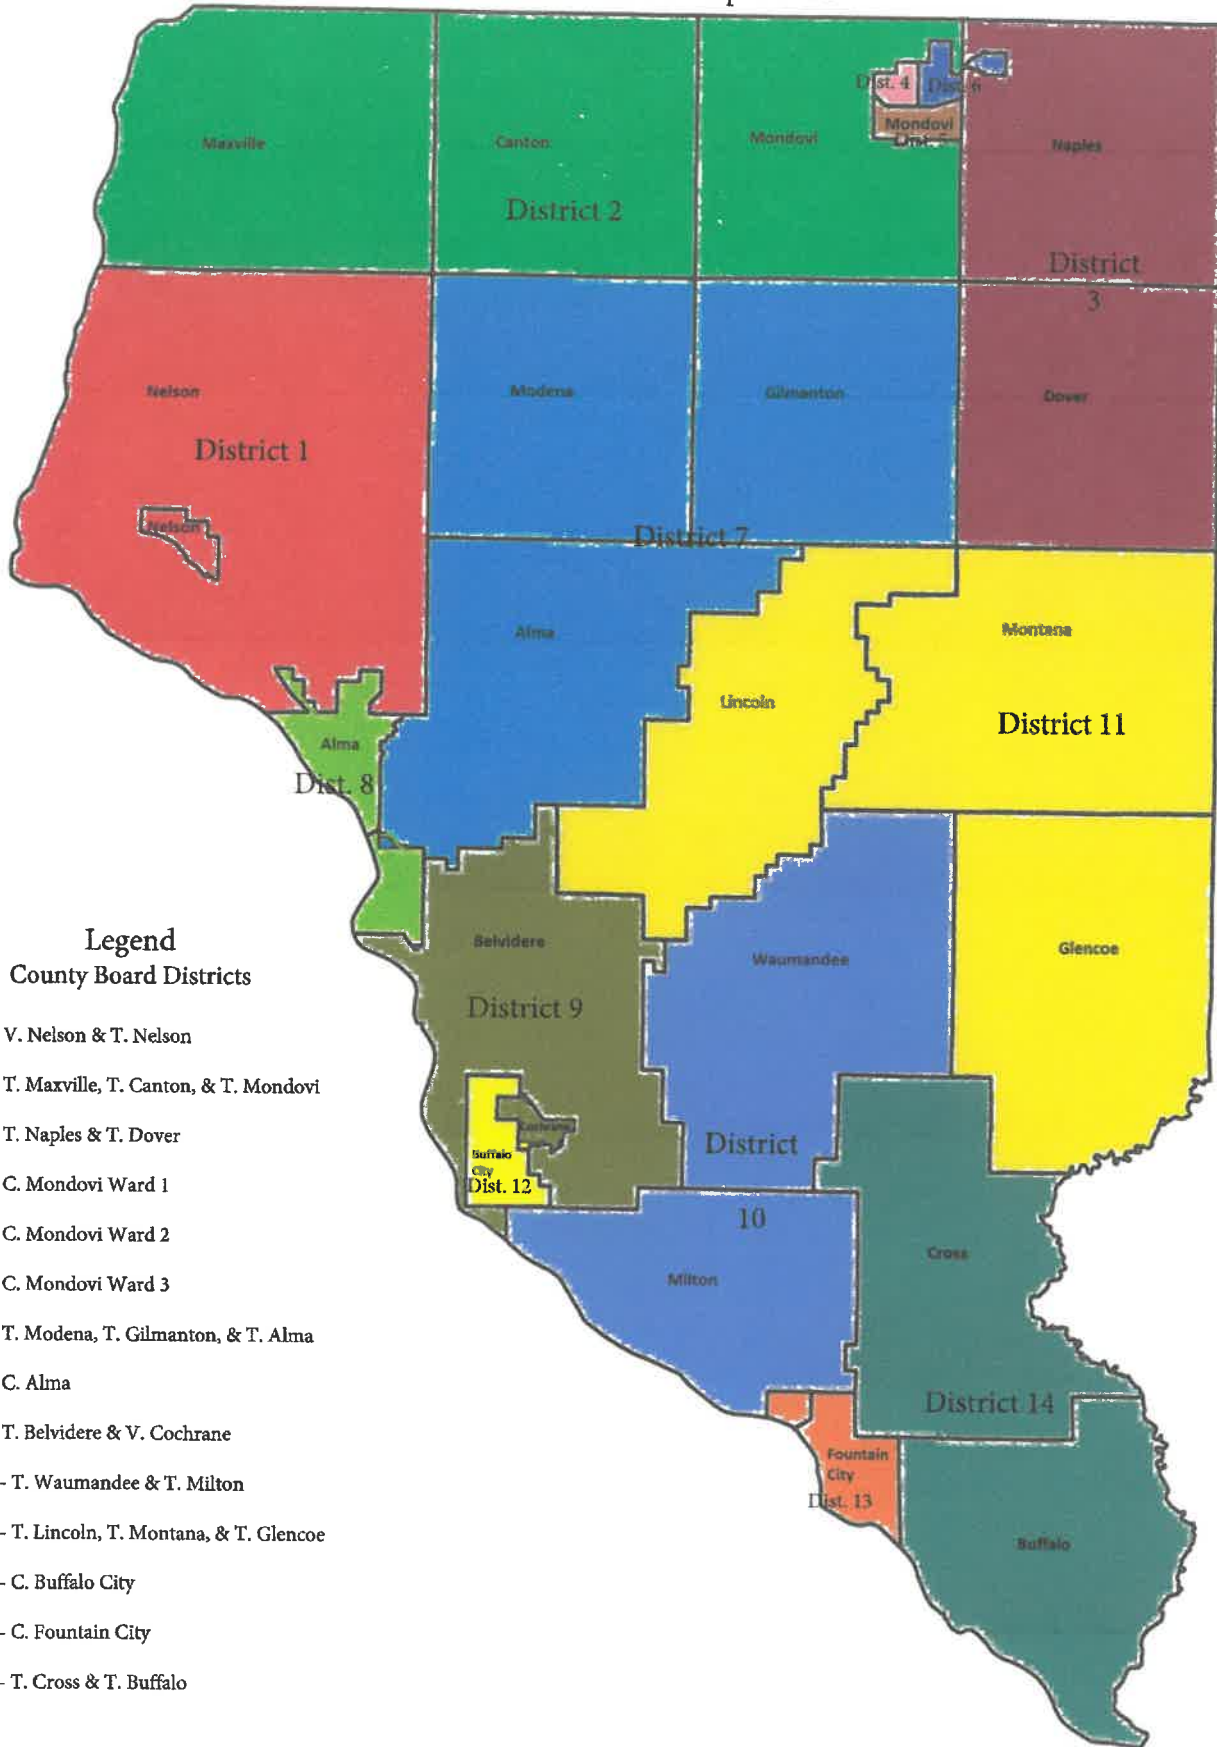 Maxville
Canton
Mondovi
Dist. 4
Dist. 6
Mondovi
Naples
District 2
District
3
Nelson
Modena
Gilmanton
Dover
District 1
Nelson
District 7
Alma
Montana
Lincoln
District 11
Alma
Dist. 8
Legend
County Board Districts
Belvidere
Waumandee
Glencoe
District 9
V. Nelson & T. Nelson
T. Maxville, T. Canton, & T. Mondovi
T. Naples & T. Dover
C. Mondovi Ward 1
C. Mondovi Ward 2
C. Mondovi Ward 3
T. Modena, T. Gilmanton, & T. Alma
C. Alma
T. Belvidere & V. Cochrane
- T. Waumandee & T. Milton
- T. Lincoln, T. Montana, & T. Glencoe
- C. Buffalo City
- C. Fountain City
- T. Cross & T. Buffalo
Cochrane
Buffalo
City
Dist. 12
District
10
Milton
Cross
District 14
Fountain
City
Dist. 13
Buffalo